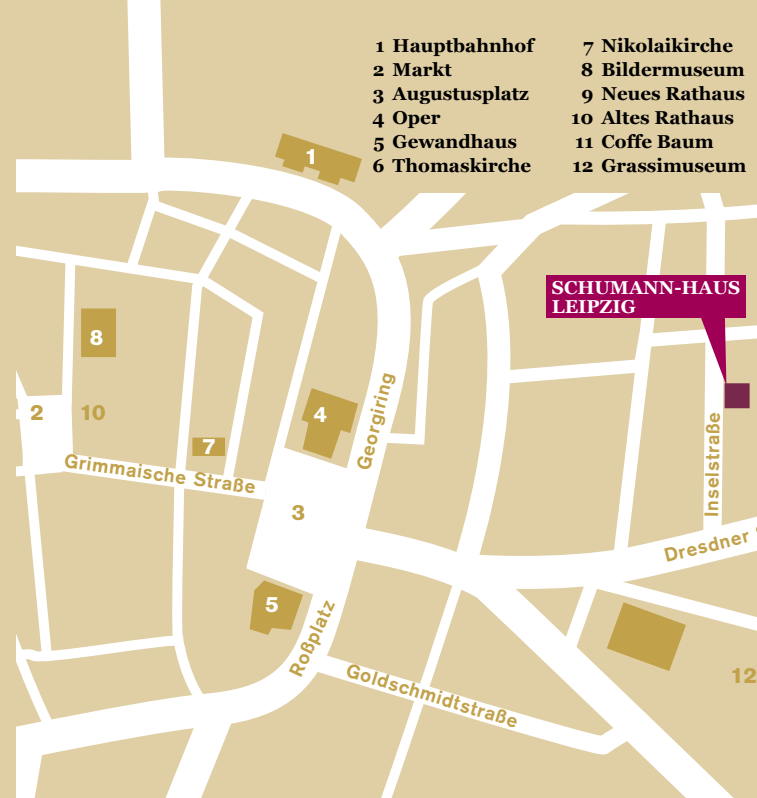 1 Hauptbahnhof
2 Markt
3 Augustusplatz
4 Oper
5 Gewandhaus
6 Thomaskirche
7 Nikolaikirche
8 Bildermuseum
9 Neues Rathaus
10 Altes Rathaus
11 Coffe Baum
12 Grassimuseum
1
SCHUMANN-HAUS
LEIPZIG
8
2
10
4
Georgiring
7
Inselstraße
Grimmaische Straße
3
Dresdner
5
Roßplatz
Goldschmidtstraße
12